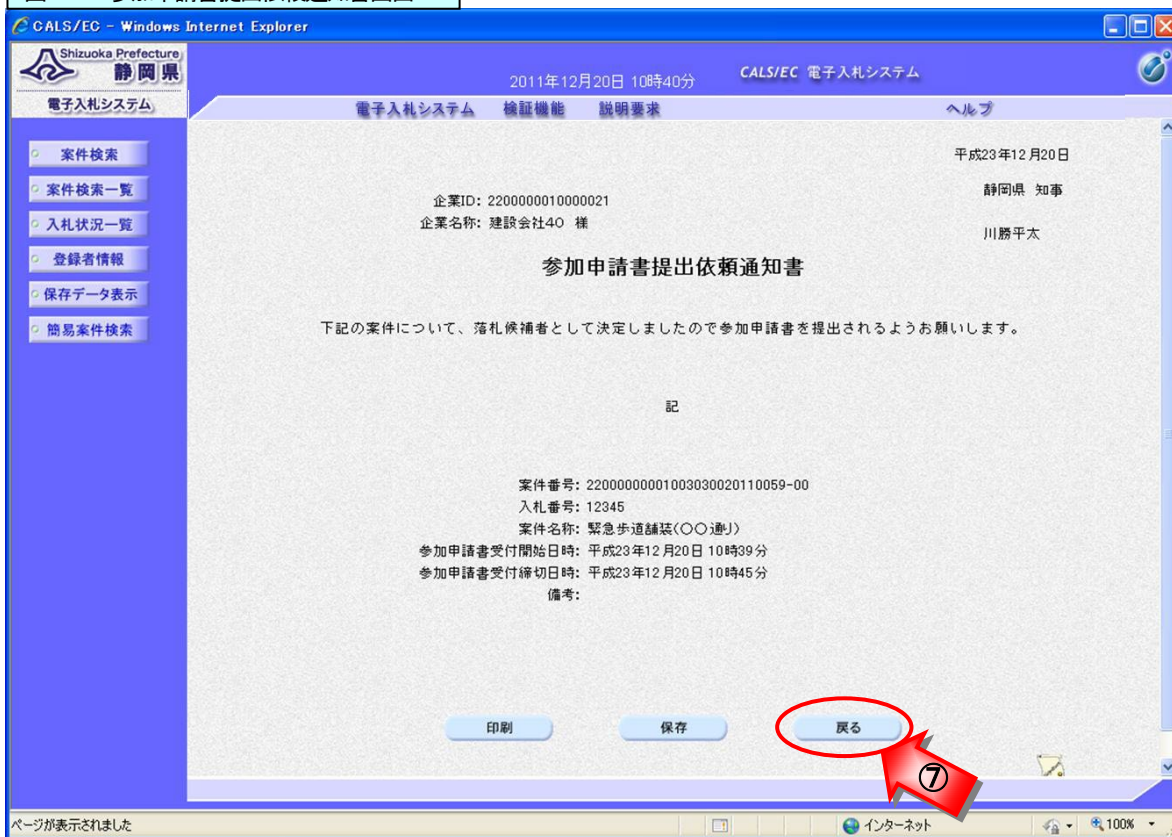 CALS/EC - Windows Internet Explorer
Shizuoka Prefecture
静岡県
電子入札システム
2011年12月20日 10時40分
CALS/EC 電子入札システム
電子入札システム 検証機能 説明要求 ヘルプ
案件検索
案件検索一覧
入札状況一覧
登録者情報
保存データ表示
簡易案件検索
平成23年12月20日
静岡県 知事
川勝平太
企業ID: 2200000010000021
企業名称: 建設会社40 様
参加申請書提出依頼通知書
下記の案件について、落札候補者として決定しましたので参加申請書を提出されるようお願いします。
記
案件番号: 22000000001003030020110059-00
入札番号: 12345
案件名称: 緊急歩道舗装(○○通り)
参加申請書受付開始日時: 平成23年12月20日 10時39分
参加申請書受付締切日時: 平成23年12月20日 10時45分
備考:
印刷
保存
戻る
⑦
ページが表示されました
インターネット
100%